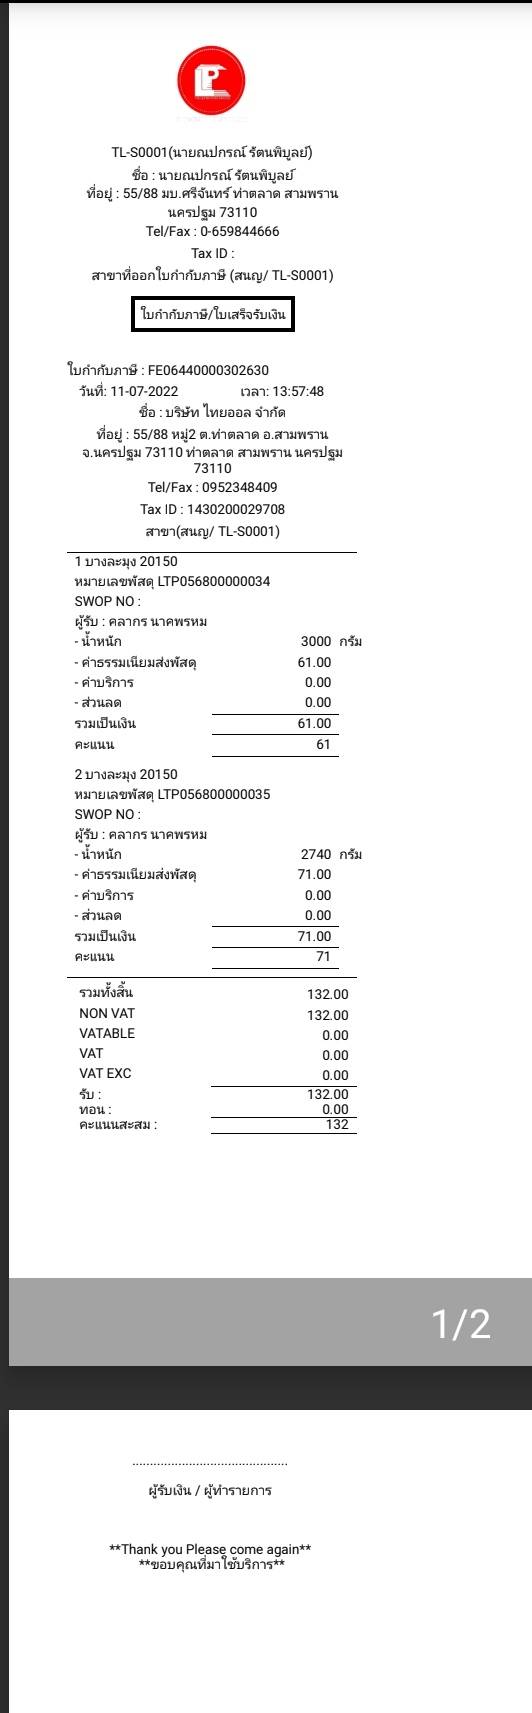 TL-S0001(นายณปกรณ์ รัตนพิบูลย์)
ชื่อ : นายณปกรณ์ รัตนพิบูลย์
ที่อยู่ : 55/88 มบ.ศรีจันทร์ ท่าตลาด สามพราน
นครปฐม 73110
Tel/Fax : 0-659844666
Tax ID :
สาขาที่ออกใบกำกับภาษี (สนญ/ TL-S0001)
ใบกำกับภาษี/ใบเสร็จรับเงิน
ใบกำกับภาษี : FE06440000302630
วันที่: 11-07-2022 เวลา: 13:57:48
ชื่อ : บริษัท ไทยออล จำกัด
ที่อยู่ : 55/88 หมู่2 ต.ท่าตลาด อ.สามพราน
จ.นครปฐม 73110 ท่าตลาด สามพราน นครปฐม
73110
Tel/Fax : 0952348409
Tax ID : 1430200029708
สาขา(สนญ/ TL-S0001)
1 บางละมุง 20150
หมายเลขพัสดุ LTP056800000034
SWOP NO :
ผู้รับ : คลากร นาคพรหม
- น้ำหนัก 3000 กรัม
- ค่าธรรมเนียมส่งพัสดุ 61.00
- ค่าบริการ 0.00
- ส่วนลด 0.00
รวมเป็นเงิน 61.00
คะแนน 61
2 บางละมุง 20150
หมายเลขพัสดุ LTP056800000035
SWOP NO :
ผู้รับ : คลากร นาคพรหม
- น้ำหนัก 2740 กรัม
- ค่าธรรมเนียมส่งพัสดุ 71.00
- ค่าบริการ 0.00
- ส่วนลด 0.00
รวมเป็นเงิน 71.00
คะแนน 71
รวมทั้งสิ้น 132.00
NON VAT 132.00
VATABLE 0.00
VAT 0.00
VAT EXC 0.00
รับ : 132.00
ทอน : 0.00
คะแนนสะสม : 132
1/2
ผู้รับเงิน / ผู้ทำรายการ
**Thank you Please come again**
**ขอบคุณที่มาใช้บริการ**